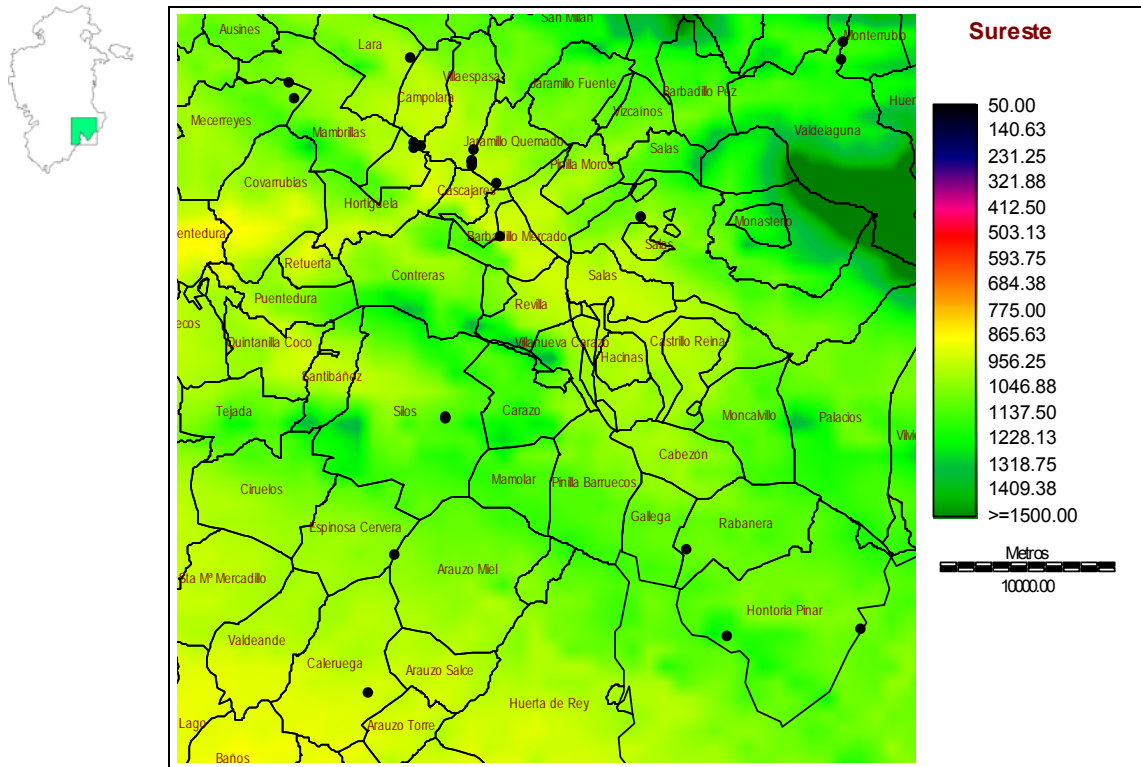 Sureste
San Millán
Ausines
Lara
Monterrubio
Villaespasa
Jaramillo Fuente
Barbadillo Pez
Campolara
Vizcaínos
Mecerreyes
Mambrillas
Valdelaguna
Jaramillo Quemado
Salas
Pinilla Moros
Covarrubias
Cascajares
Hortigüela
Monasterio
Barbadillo Mercado
Salas
Retuerta
Contreras
Salas
Puentedura
Revilla
Quintanilla Coco
Villanueva Carazo
Castrillo Reina
Hacinas
Santibáñez
Tejada
Silos
Carazo
Moncalvillo
Palacios
Cabezón
Ciruelos
Mamolar
Pinilla Barruecos
Espinosa Cervera
Gallega
Rabanera
Sta Mª Mercadillo
Arauzo Miel
Hontoria Pinar
Valdeande
Caleruega
Arauzo Salce
Huerta de Rey
Lago
Arauzo Torre
Baños
50.00
140.63
231.25
321.88
412.50
503.13
593.75
684.38
775.00
865.63
956.25
1046.88
1137.50
1228.13
1318.75
1409.38
>=1500.00
Metros
10000.00